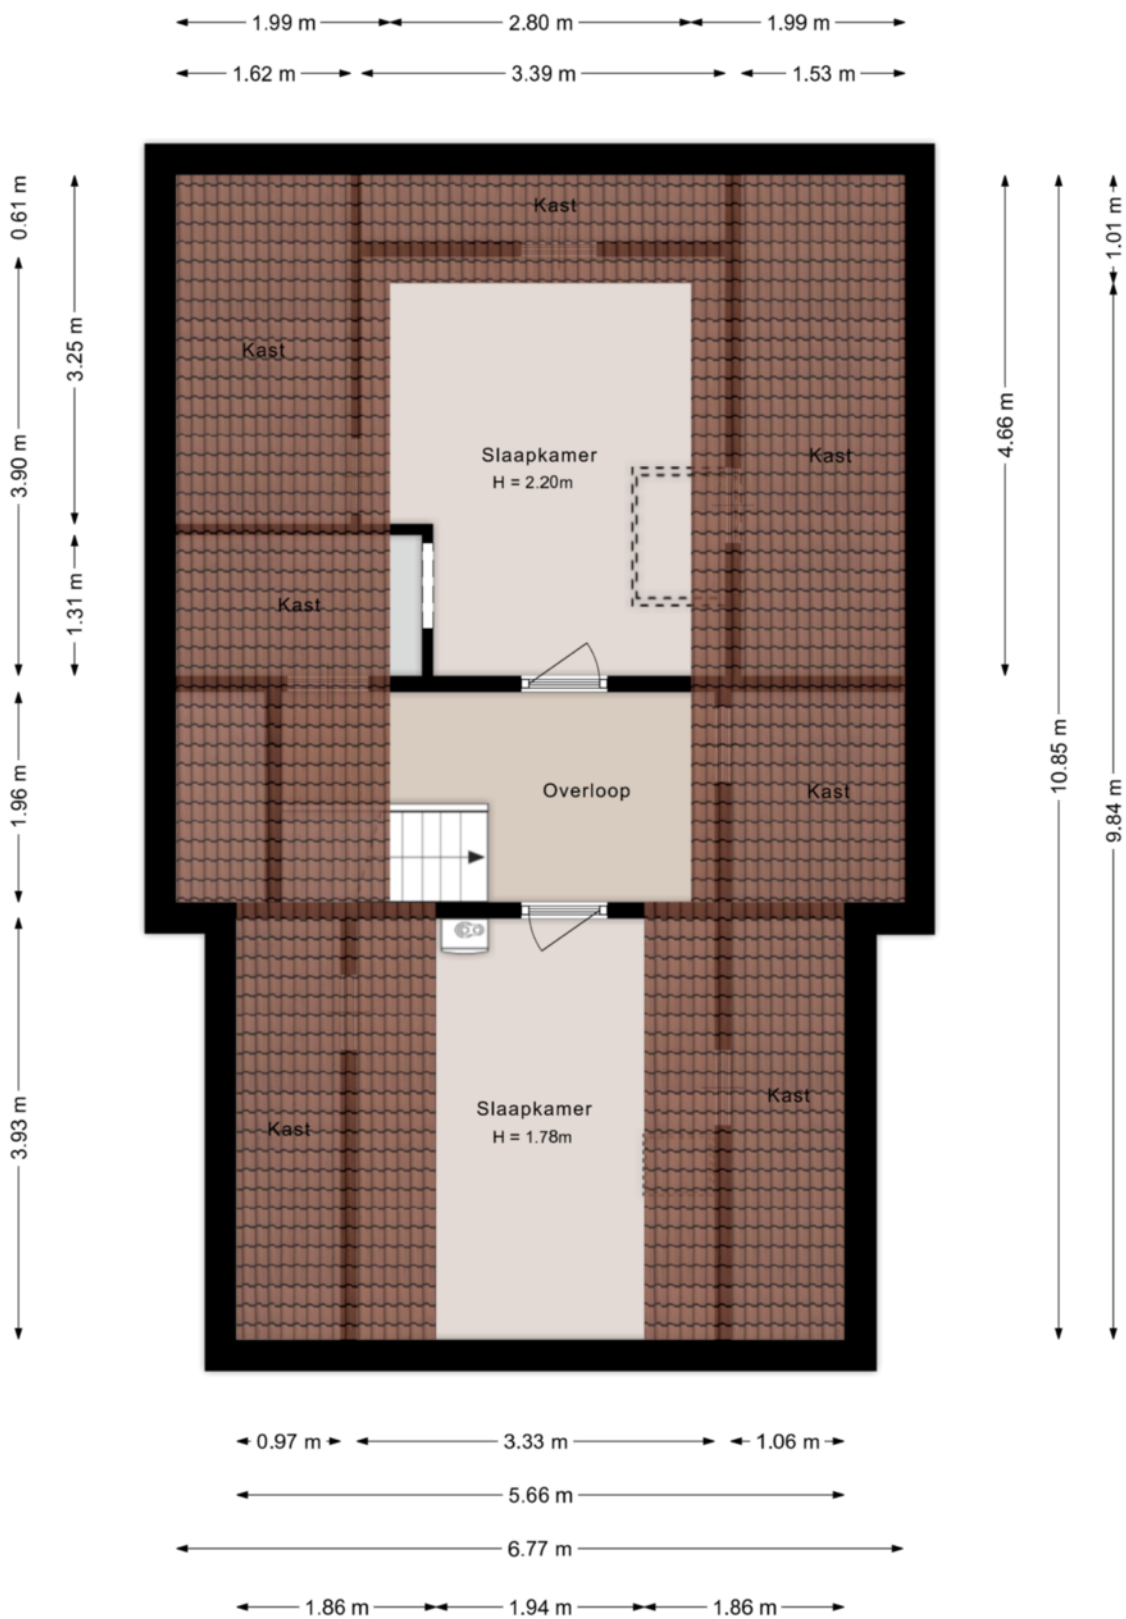 1.99 m 2.80 m 1.99 m
1.62 m 3.39 m 1.53 m
0.61 m
3.90 m
1.96 m
3.93 m
3.25 m
1.31 m
Kast
Kast
Slaapkamer
H = 2.20m
Kast
Kast
Overloop
Kast
Slaapkamer
H = 1.78m
Kast
Kast
4.66 m
10.85 m
1.01 m
9.84 m
0.97 m 3.33 m 1.06 m
5.66 m
6.77 m
1.86 m 1.94 m 1.86 m